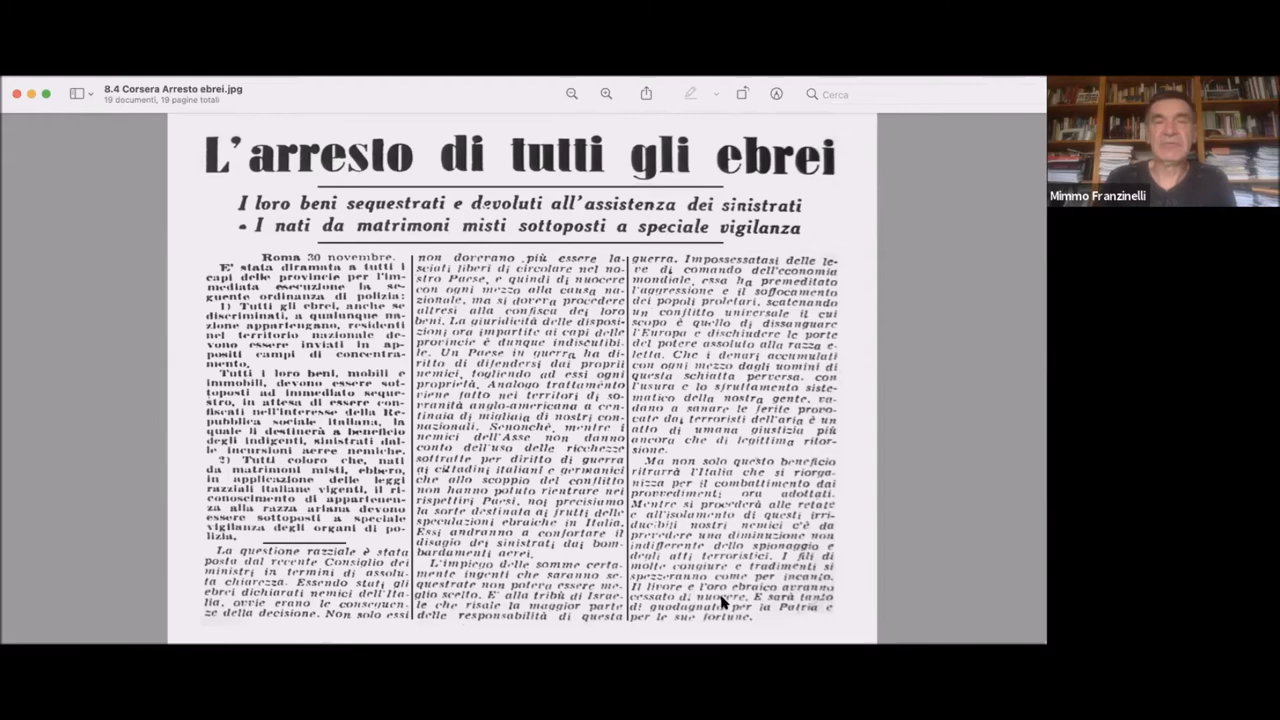 8.4 Corsera Arresto ebrei.jpg
19 documenti, 19 pagine totali
Cerca
Mimmo Franzinelli
L'arresto di tutti gli ebrei
I loro beni sequestrati e devoluti all'assistenza dei sinistrati
- I nati da matrimoni misti sottoposti a speciale vigilanza
Roma 30 novembre.
E' stata diramata a tutti i
capi delle provincie per l'im-
mediata esecuzione la se-
guente ordinanza di polizia:
1) Tutti gli ebrei, anche se
discriminati, a qualunque na-
zione appartengano, residenti
nel territorio nazionale de-
vono essere inviati in ap-
positi campi di concentra-
mento.
Tutti i loro beni, mobili e
immobili, devono essere sot-
toposti ad immediato seque-
stro, in attesa di essere con-
fiscati nell'interesse della Re-
pubblica sociale italiana, la
quale li destinerà a beneficio
degli indigenti, sinistrati dal-
le incursioni aeree nemiche.
2) Tutti coloro che, nati
da matrimoni misti, ebbero,
in applicazione delle leggi
razziali italiane vigenti, il ri-
conoscimento di appartenen-
za alla razza ariana devono
essere sottoposti a speciale
vigilanza degli organi di po-
lizia.
La questione razziale è stata
posta dal recente Consiglio dei
ministri in termini di assolu-
ta chiarezza. Essendo stati gli
ebrei dichiarati nemici dell'Ita-
lia, ovvie erano le conseguen-
ze della decisione. Non solo essi
non dovevano più essere la-
sciati liberi di circolare nel no-
stro Paese, e quindi di nuocere
con ogni mezzo alla causa na-
zionale, ma si doveva procedere
altresì alla confisca dei loro
beni. La giuridicità delle disposi-
zioni ora impartite ai capi delle
provincie è dunque indiscutibi-
le. Un Paese in guerra ha di-
ritto di difendersi dai proprii
nemici, togliendo ad essi ogni
proprietà. Analogo trattamento
viene fatto nei territori di so-
vranità anglo-americana a cen-
tinaia di migliaia di nostri con-
nazionali. Senonchè, mentre i
nemici dell'Asse non danno
conto dell'uso delle ricchezze
sottratte per diritto di guerra
ai cittadini italiani e germanici
che allo scoppio del conflitto
non hanno potuto rientrare nei
rispettivi Paesi, noi precisiamo
la sorte destinata ai frutti delle
speculazioni ebraiche in Italia.
Essi andranno a confortare il
disagio dei sinistrati dai bom-
bardamenti aerei.
L'impiego delle somme certa-
mente ingenti che saranno se-
questrate non poteva essere me-
glio scelto. E' alla tribù di Israe-
le che risale la maggior parte
delle responsabilità di questa
guerra. Impossessatasi delle le-
ve di comando dell'economia
mondiale, essa ha premeditato
l'aggressione e il soffocamento
dei popoli proletari, scatenando
un conflitto universale il cui
scopo è quello di dissanguare
l'Europa e dischiudere le porte
del potere assoluto alla razza e-
letta. Che i denari accumulati
con ogni mezzo dagli uomini di
questa schiatta perversa, con
l'usura e lo sfruttamento siste-
matico della nostra gente, va-
dano a sanare le ferite provo-
cate dai terroristi dell'aria è un
atto di umana giustizia più
ancora che di legittima ritor-
sione.
Ma non solo questo beneficio
ritrarrà l'Italia che si riorga-
nizza per il combattimento dai
provvedimenti ora adottati.
Mentre si procederà alle retate
e all'isolamento di questi irri-
ducibili nostri nemici c'è da
prevedere una diminuzione non
indifferente dello spionaggio e
degli atti terroristici. I fili di
molte congiure e tradimenti si
spezzeranno come per incanto.
Il livore e l'oro ebraico avranno
cessato di nuocere. E sarà tanto
di guadagnato per la Patria e
per le sue fortune.